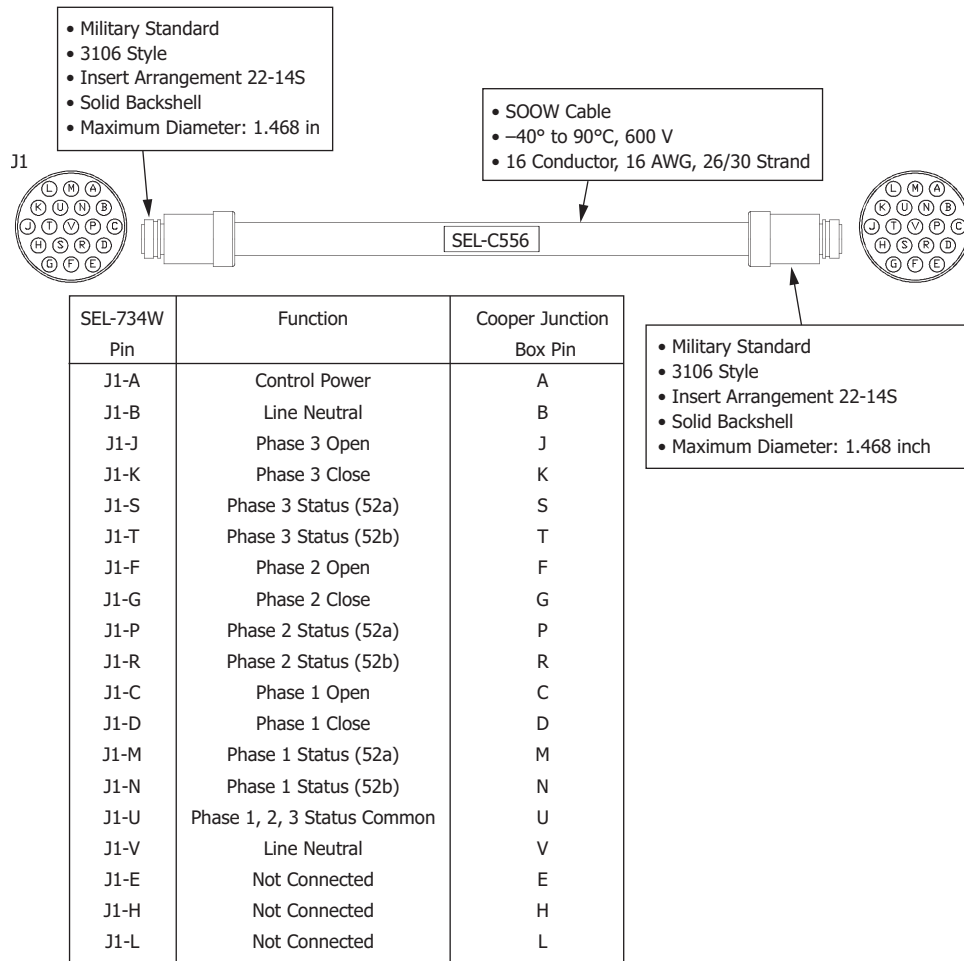 • Military Standard
• 3106 Style
• Insert Arrangement 22-14S
• Solid Backshell
• Maximum Diameter: 1.468 in
• SOOW Cable
• –40° to 90°C, 600 V
• 16 Conductor, 16 AWG, 26/30 Strand
J1
L M A
K U N B
J T V P C
H S R D
G F E
SEL-C556
L M A
K U N B
J T V P C
H S R D
G F E
• Military Standard
• 3106 Style
• Insert Arrangement 22-14S
• Solid Backshell
• Maximum Diameter: 1.468 inch
SEL-734W Function Cooper Junction
Pin Box Pin
J1-A Control Power A
J1-B Line Neutral B
J1-J Phase 3 Open J
J1-K Phase 3 Close K
J1-S Phase 3 Status (52a) S
J1-T Phase 3 Status (52b) T
J1-F Phase 2 Open F
J1-G Phase 2 Close G
J1-P Phase 2 Status (52a) P
J1-R Phase 2 Status (52b) R
J1-C Phase 1 Open C
J1-D Phase 1 Close D
J1-M Phase 1 Status (52a) M
J1-N Phase 1 Status (52b) N
J1-U Phase 1, 2, 3 Status Common U
J1-V Line Neutral V
J1-E Not Connected E
J1-H Not Connected H
J1-L Not Connected L